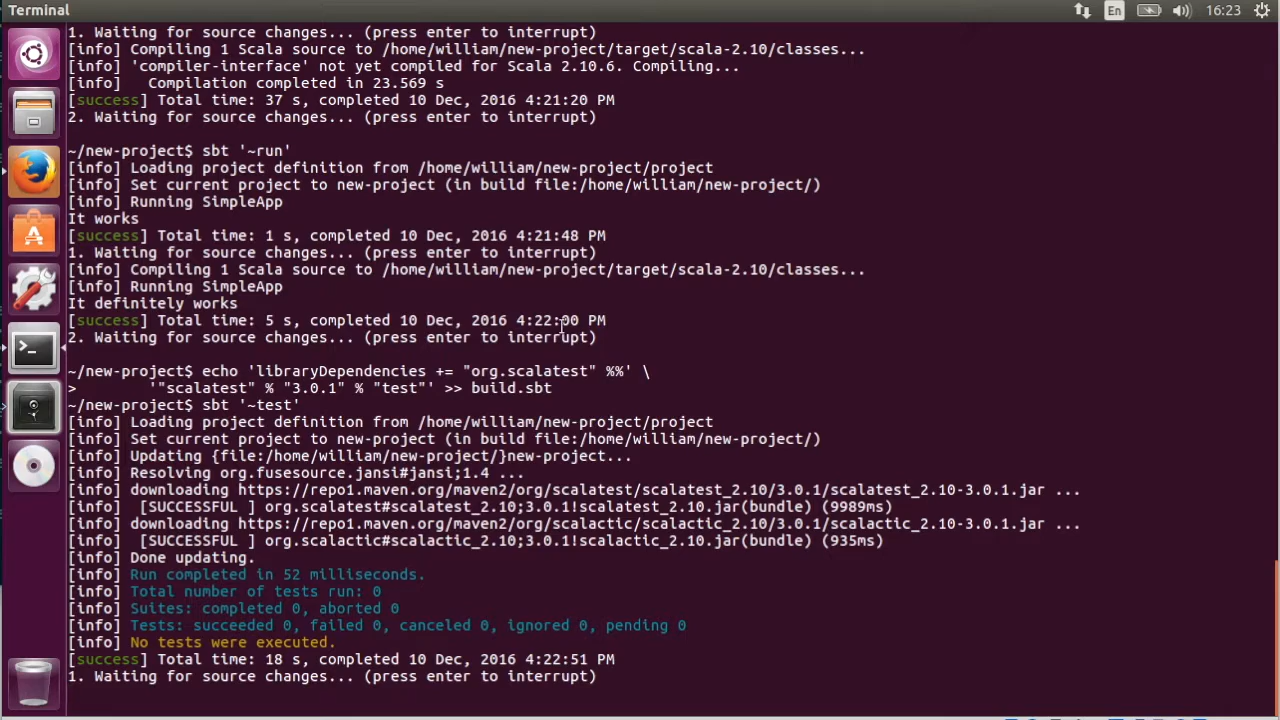 Terminal
En
16:23
1. Waiting for source changes... (press enter to interrupt)
[info] Compiling 1 Scala source to /home/william/new-project/target/scala-2.10/classes...
[info] 'compiler-interface' not yet compiled for Scala 2.10.6. Compiling...
[info]   Compilation completed in 23.569 s
[success] Total time: 37 s, completed 10 Dec, 2016 4:21:20 PM
2. Waiting for source changes... (press enter to interrupt)
~/new-project$ sbt '~run'
[info] Loading project definition from /home/william/new-project/project
[info] Set current project to new-project (in build file:/home/william/new-project/)
[info] Running SimpleApp
It works
[success] Total time: 1 s, completed 10 Dec, 2016 4:21:48 PM
1. Waiting for source changes... (press enter to interrupt)
[info] Compiling 1 Scala source to /home/william/new-project/target/scala-2.10/classes...
[info] Running SimpleApp
It definitely works
[success] Total time: 5 s, completed 10 Dec, 2016 4:22:00 PM
2. Waiting for source changes... (press enter to interrupt)
~/new-project$ echo 'libraryDependencies += "org.scalatest" %%' \
>        '"scalatest" % "3.0.1" % "test"' >> build.sbt
~/new-project$ sbt '~test'
[info] Loading project definition from /home/william/new-project/project
[info] Set current project to new-project (in build file:/home/william/new-project/)
[info] Updating {file:/home/william/new-project/}new-project...
[info] Resolving org.fusesource.jansi#jansi;1.4 ...
[info] downloading https://repo1.maven.org/maven2/org/scalatest/scalatest_2.10/3.0.1/scalatest_2.10-3.0.1.jar ...
[info]  [SUCCESSFUL ] org.scalatest#scalatest_2.10;3.0.1!scalatest_2.10.jar(bundle) (9989ms)
[info] downloading https://repo1.maven.org/maven2/org/scalactic/scalactic_2.10/3.0.1/scalactic_2.10-3.0.1.jar ...
[info]  [SUCCESSFUL ] org.scalactic#scalactic_2.10;3.0.1!scalactic_2.10.jar(bundle) (935ms)
[info] Done updating.
[info] Run completed in 52 milliseconds.
[info] Total number of tests run: 0
[info] Suites: completed 0, aborted 0
[info] Tests: succeeded 0, failed 0, canceled 0, ignored 0, pending 0
[info] No tests were executed.
[success] Total time: 18 s, completed 10 Dec, 2016 4:22:51 PM
1. Waiting for source changes... (press enter to interrupt)